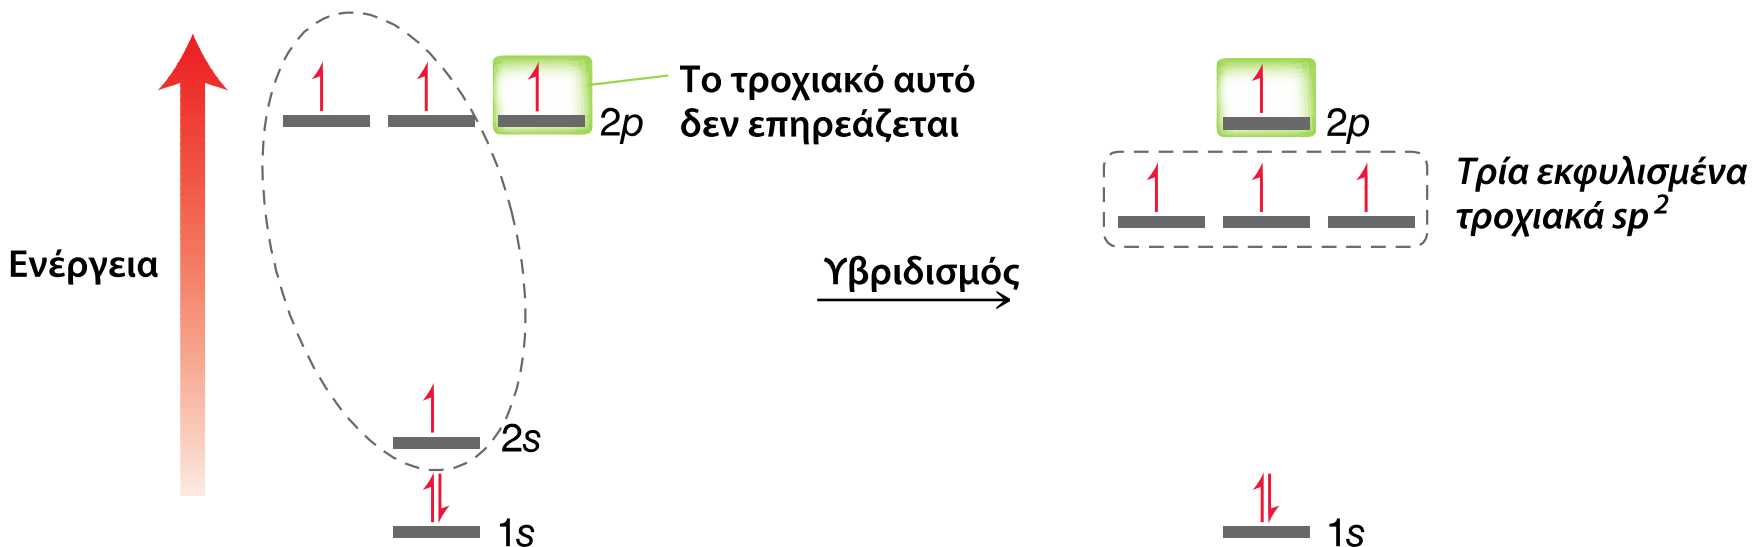 Το τροχιακό αυτό
δεν επηρεάζεται
2p
2p
Τρία εκφυλισμένα
τροχιακά sp²
Ενέργεια
Υβριδισμός
2s
1s
1s